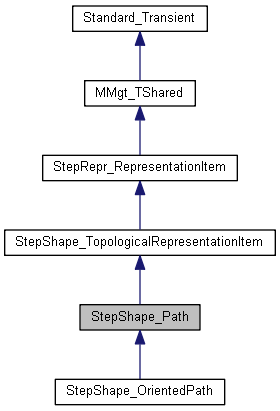 Standard_Transient
MMgt_TShared
StepRepr_RepresentationItem
StepShape_TopologicalRepresentationItem
StepShape_Path
StepShape_OrientedPath